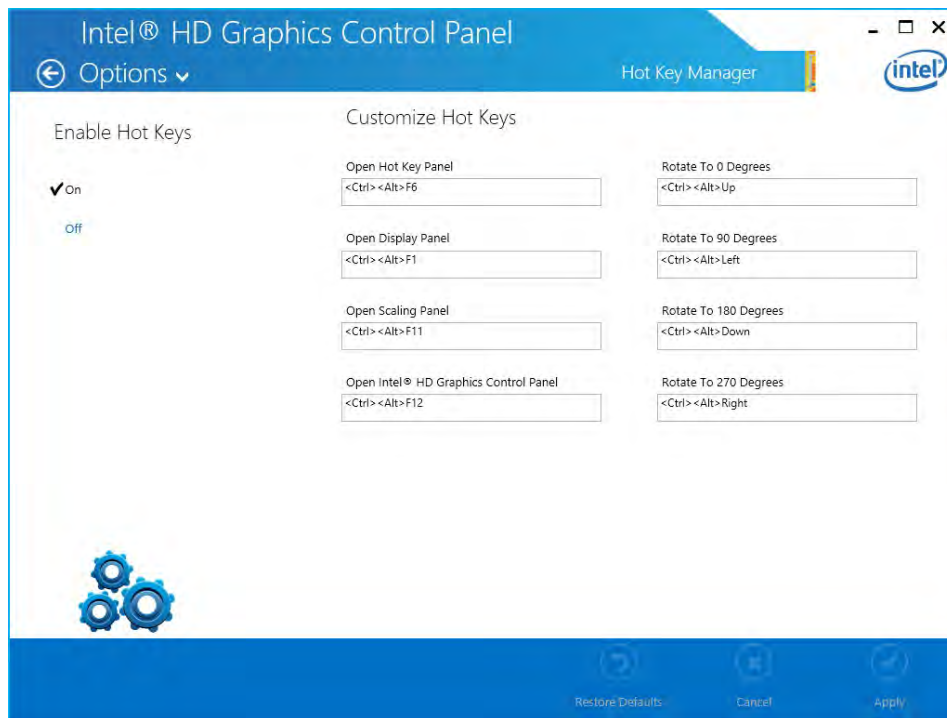 Intel® HD Graphics Control Panel
Options
Hot Key Manager
intel
Enable Hot Keys
On
Off
Customize Hot Keys
Open Hot Key Panel
<Ctrl><Alt>F6
Open Display Panel
<Ctrl><Alt>F1
Open Scaling Panel
<Ctrl><Alt>F11
Open Intel® HD Graphics Control Panel
<Ctrl><Alt>F12
Rotate To 0 Degrees
<Ctrl><Alt>Up
Rotate To 90 Degrees
<Ctrl><Alt>Left
Rotate To 180 Degrees
<Ctrl><Alt>Down
Rotate To 270 Degrees
<Ctrl><Alt>Right
Restore Defaults
Cancel
Apply